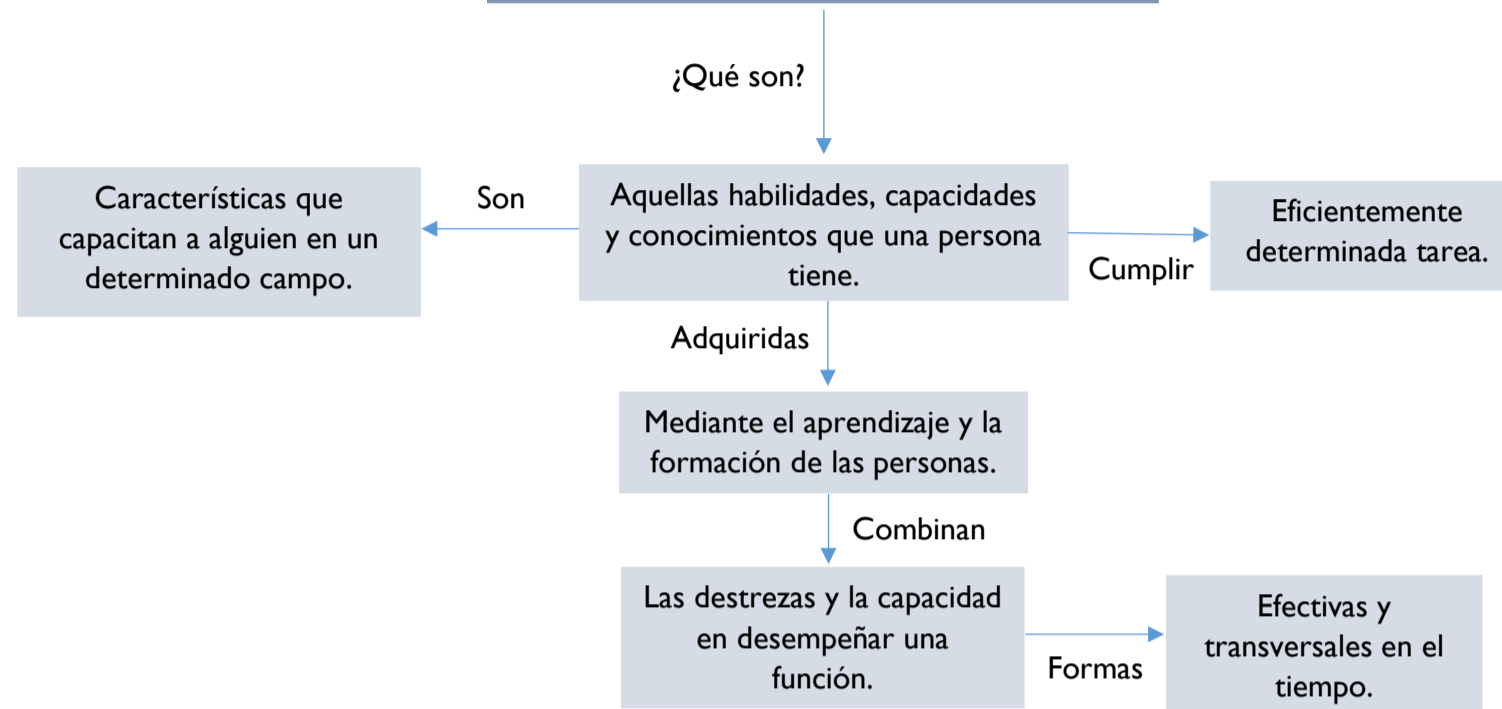 ¿Qué son?
Características que
capacitan a alguien en un
determinado campo.
Son
Aquellas habilidades, capacidades
y conocimientos que una persona
tiene.
Cumplir
Eficientemente
determinada tarea.
Adquiridas
Mediante el aprendizaje y la
formación de las personas.
Combinan
Las destrezas y la capacidad
en desempeñar una
función.
Formas
Efectivas y
transversales en el
tiempo.